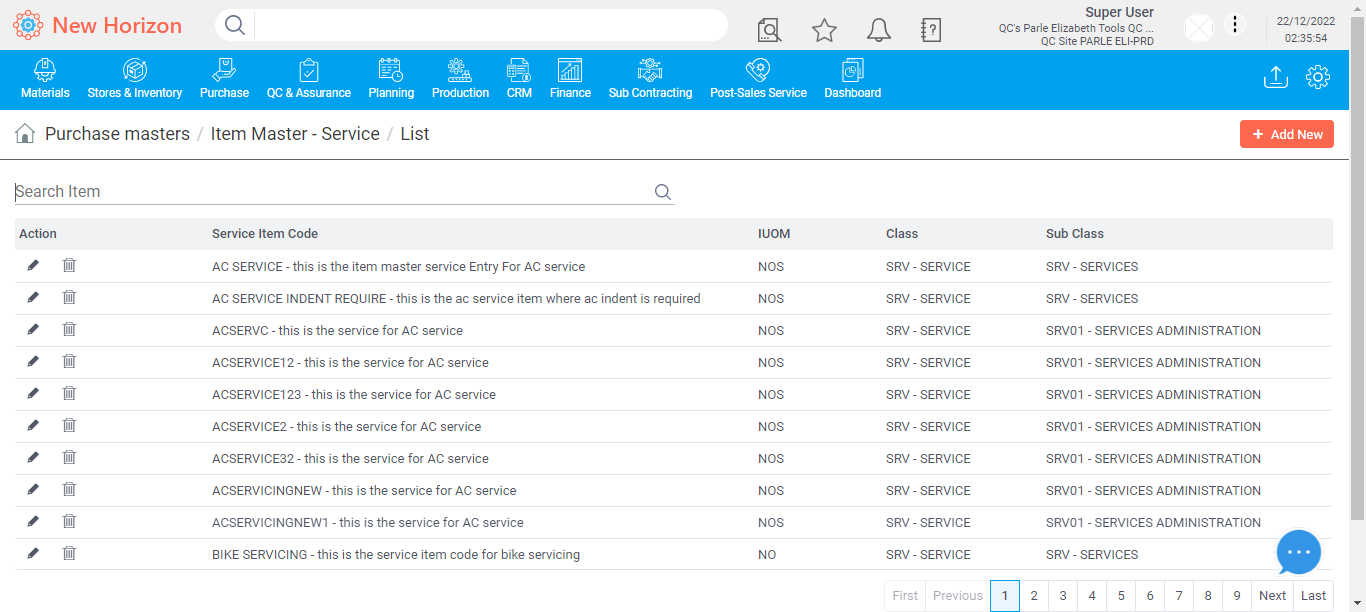 New Horizon
Super User
QC's Parle Elizabeth Tools QC ...
QC Site PARLE ELI-PRD
22/12/2022
02:35:54
Materials Stores & Inventory Purchase QC & Assurance Planning Production CRM Finance Sub Contracting Post-Sales Service Dashboard
Purchase masters / Item Master - Service / List
+ Add New
Search Item
Action Service Item Code IUOM Class Sub Class
AC SERVICE - this is the item master service Entry For AC service NOS SRV - SERVICE SRV - SERVICES
AC SERVICE INDENT REQUIRE - this is the ac service item where ac indent is required NOS SRV - SERVICE SRV - SERVICES
ACSERVC - this is the service for AC service NOS SRV - SERVICE SRV01 - SERVICES ADMINISTRATION
ACSERVICE12 - this is the service for AC service NOS SRV - SERVICE SRV01 - SERVICES ADMINISTRATION
ACSERVICE123 - this is the service for AC service NOS SRV - SERVICE SRV01 - SERVICES ADMINISTRATION
ACSERVICE2 - this is the service for AC service NOS SRV - SERVICE SRV01 - SERVICES ADMINISTRATION
ACSERVICE32 - this is the service for AC service NOS SRV - SERVICE SRV01 - SERVICES ADMINISTRATION
ACSERVICINGNEW - this is the service for AC service NOS SRV - SERVICE SRV01 - SERVICES ADMINISTRATION
ACSERVICINGNEW1 - this is the service for AC service NOS SRV - SERVICE SRV01 - SERVICES ADMINISTRATION
BIKE SERVICING - this is the service item code for bike servicing NO SRV - SERVICE SRV - SERVICES
First Previous 1 2 3 4 5 6 7 8 9 Next Last